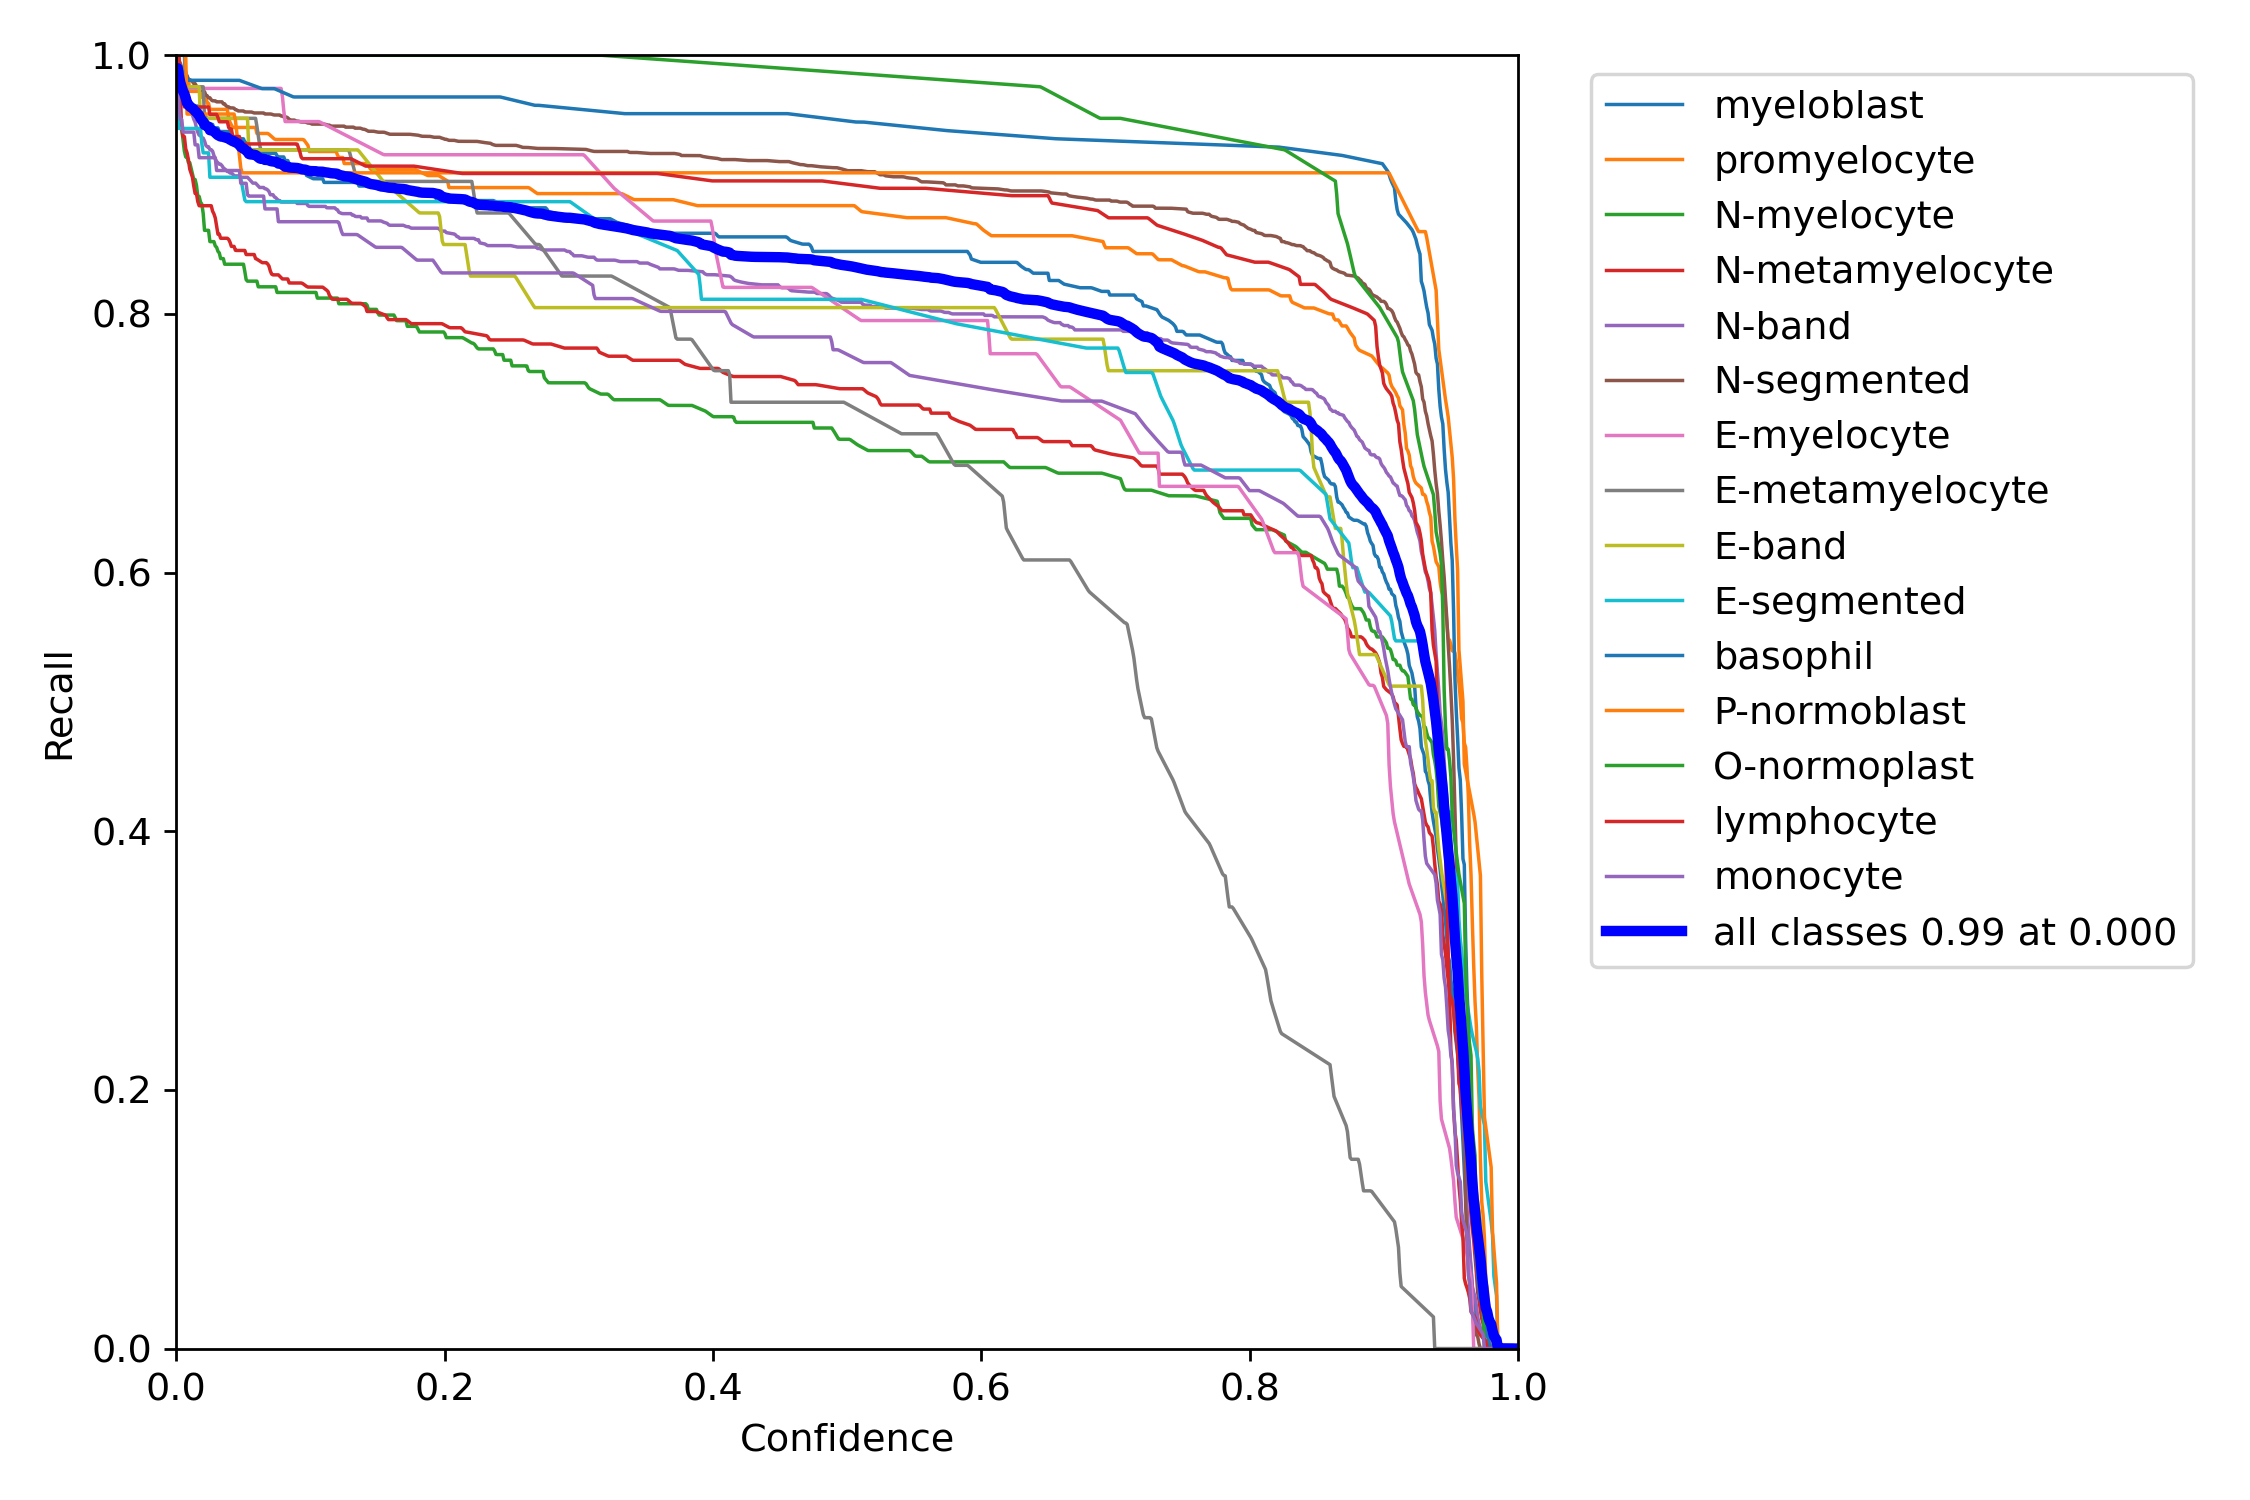 1.0
0.8
0.6
0.4
0.2
0.0
Recall
0.0 0.2 0.4 0.6 0.8 1.0
Confidence
myeloblast
promyelocyte
N-myelocyte
N-metamyelocyte
N-band
N-segmented
E-myelocyte
E-metamyelocyte
E-band
E-segmented
basophil
P-normoblast
O-normoplast
lymphocyte
monocyte
all classes 0.99 at 0.000